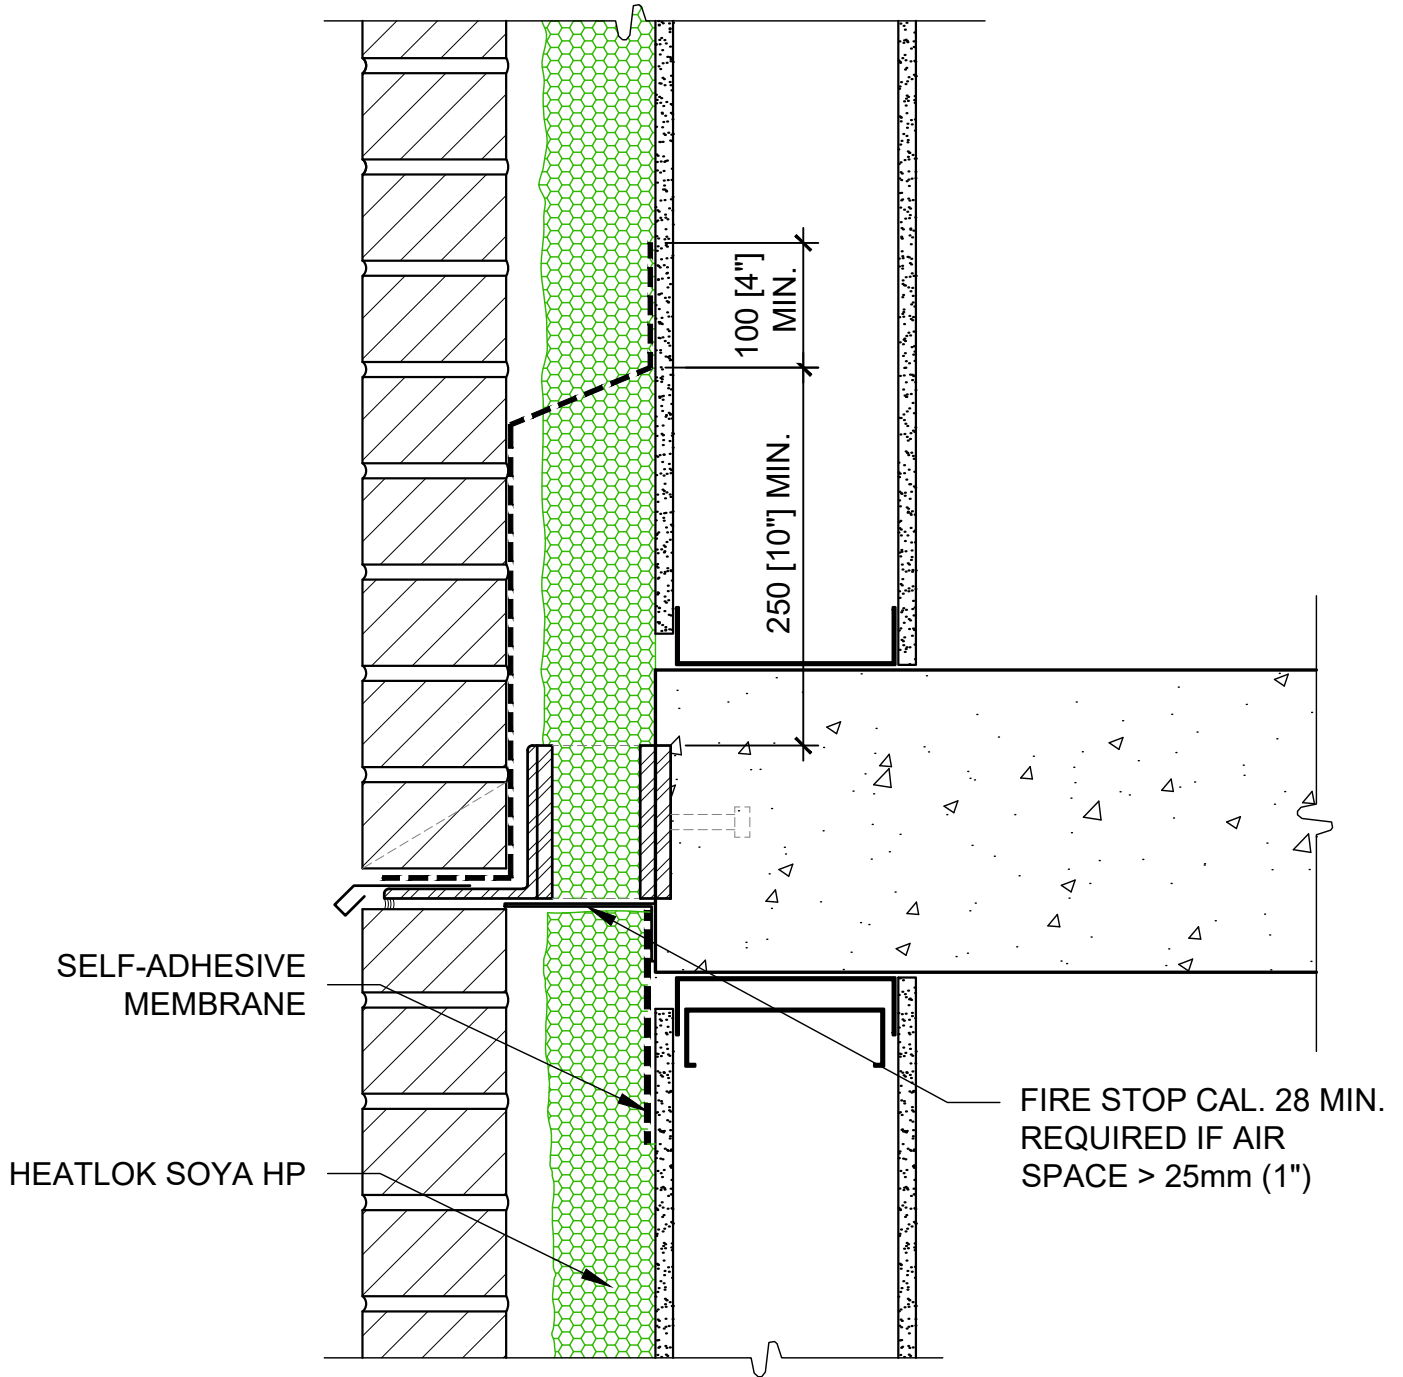 100 [4"]
MIN.
250 [10"] MIN.
SELF-ADHESIVE
MEMBRANE
HEATLOK SOYA HP
FIRE STOP CAL. 28 MIN.
REQUIRED IF AIR
SPACE > 25mm (1")